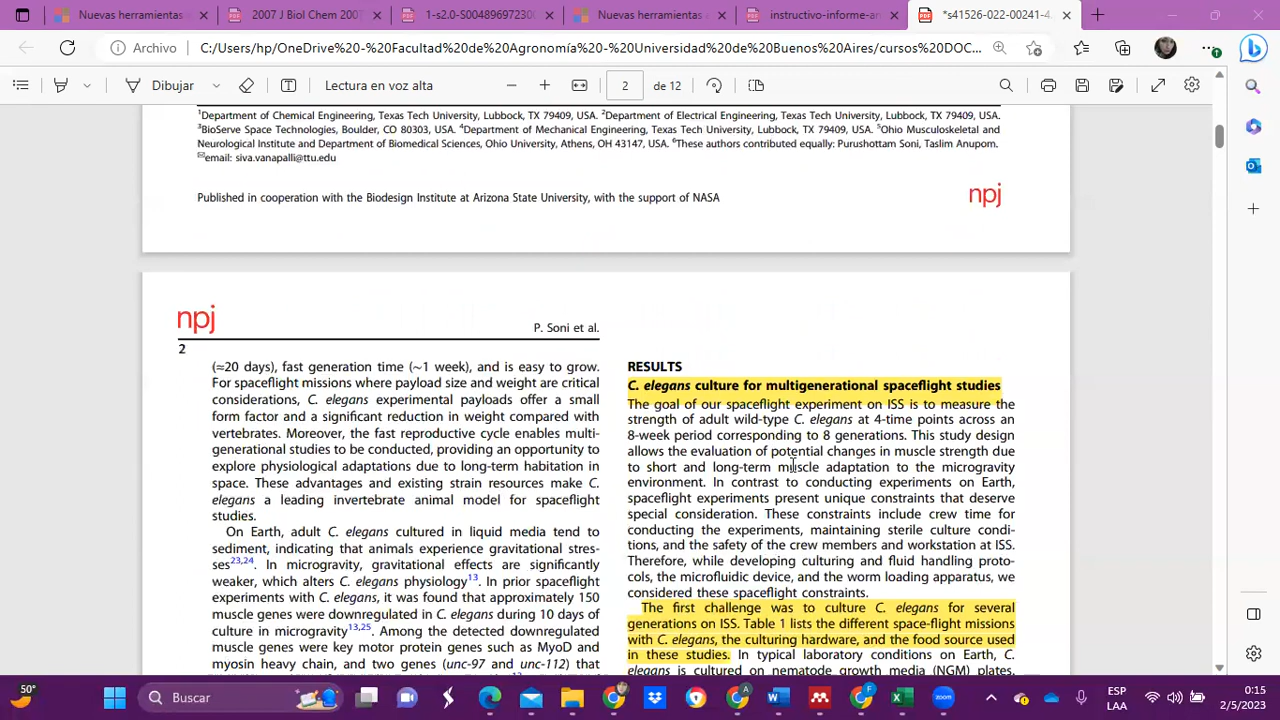 Nuevas herramientas
2007 J Biol Chem 2007
1-s2.0-S0048969723001
Nuevas herramientas e
instructivo-informe-an
*s41526-022-00241-4.
Archivo
C:/Users/hp/OneDrive%20-%20Facultad%20de%20Agronomía%20-%20Universidad%20de%20Buenos%20Aires/cursos%20DOC...
Dibujar
Lectura en voz alta
2
de 12
1Department of Chemical Engineering, Texas Tech University, Lubbock, TX 79409, USA. 2Department of Electrical Engineering, Texas Tech University, Lubbock, TX 79409, USA.
3BioServe Space Technologies, Boulder, CO 80303, USA. 4Department of Mechanical Engineering, Texas Tech University, Lubbock, TX 79409, USA. 5Ohio Musculoskeletal and
Neurological Institute and Department of Biomedical Sciences, Ohio University, Athens, OH 43147, USA. 6These authors contributed equally: Purushottam Soni, Taslim Anupom.
✉email: siva.vanapalli@ttu.edu
Published in cooperation with the Biodesign Institute at Arizona State University, with the support of NASA
npj
npj
P. Soni et al.
2
(≈20 days), fast generation time (~1 week), and is easy to grow.
For spaceflight missions where payload size and weight are critical
considerations, C. elegans experimental payloads offer a small
form factor and a significant reduction in weight compared with
vertebrates. Moreover, the fast reproductive cycle enables multi-
generational studies to be conducted, providing an opportunity to
explore physiological adaptations due to long-term habitation in
space. These advantages and existing strain resources make C.
elegans a leading invertebrate animal model for spaceflight
studies.
On Earth, adult C. elegans cultured in liquid media tend to
sediment, indicating that animals experience gravitational stres-
ses23,24. In microgravity, gravitational effects are significantly
weaker, which alters C. elegans physiology13. In prior spaceflight
experiments with C. elegans, it was found that approximately 150
muscle genes were downregulated in C. elegans during 10 days of
culture in microgravity13,25. Among the detected downregulated
muscle genes were key motor protein genes such as MyoD and
myosin heavy chain, and two genes (unc-97 and unc-112) that
RESULTS
C. elegans culture for multigenerational spaceflight studies
The goal of our spaceflight experiment on ISS is to measure the
strength of adult wild-type C. elegans at 4-time points across an
8-week period corresponding to 8 generations. This study design
allows the evaluation of potential changes in muscle strength due
to short and long-term muscle adaptation to the microgravity
environment. In contrast to conducting experiments on Earth,
spaceflight experiments present unique constraints that deserve
special consideration. These constraints include crew time for
conducting the experiments, maintaining sterile culture condi-
tions, and the safety of the crew members and workstation at ISS.
Therefore, while developing culturing and fluid handling proto-
cols, the microfluidic device, and the worm loading apparatus, we
considered these spaceflight constraints.
The first challenge was to culture C. elegans for several
generations on ISS. Table 1 lists the different space-flight missions
with C. elegans, the culturing hardware, and the food source used
in these studies. In typical laboratory conditions on Earth, C.
elegans is cultured on nematode growth media (NGM) plates.
50°
Buscar
zoom
ESP
LAA
0:15
2/5/2023